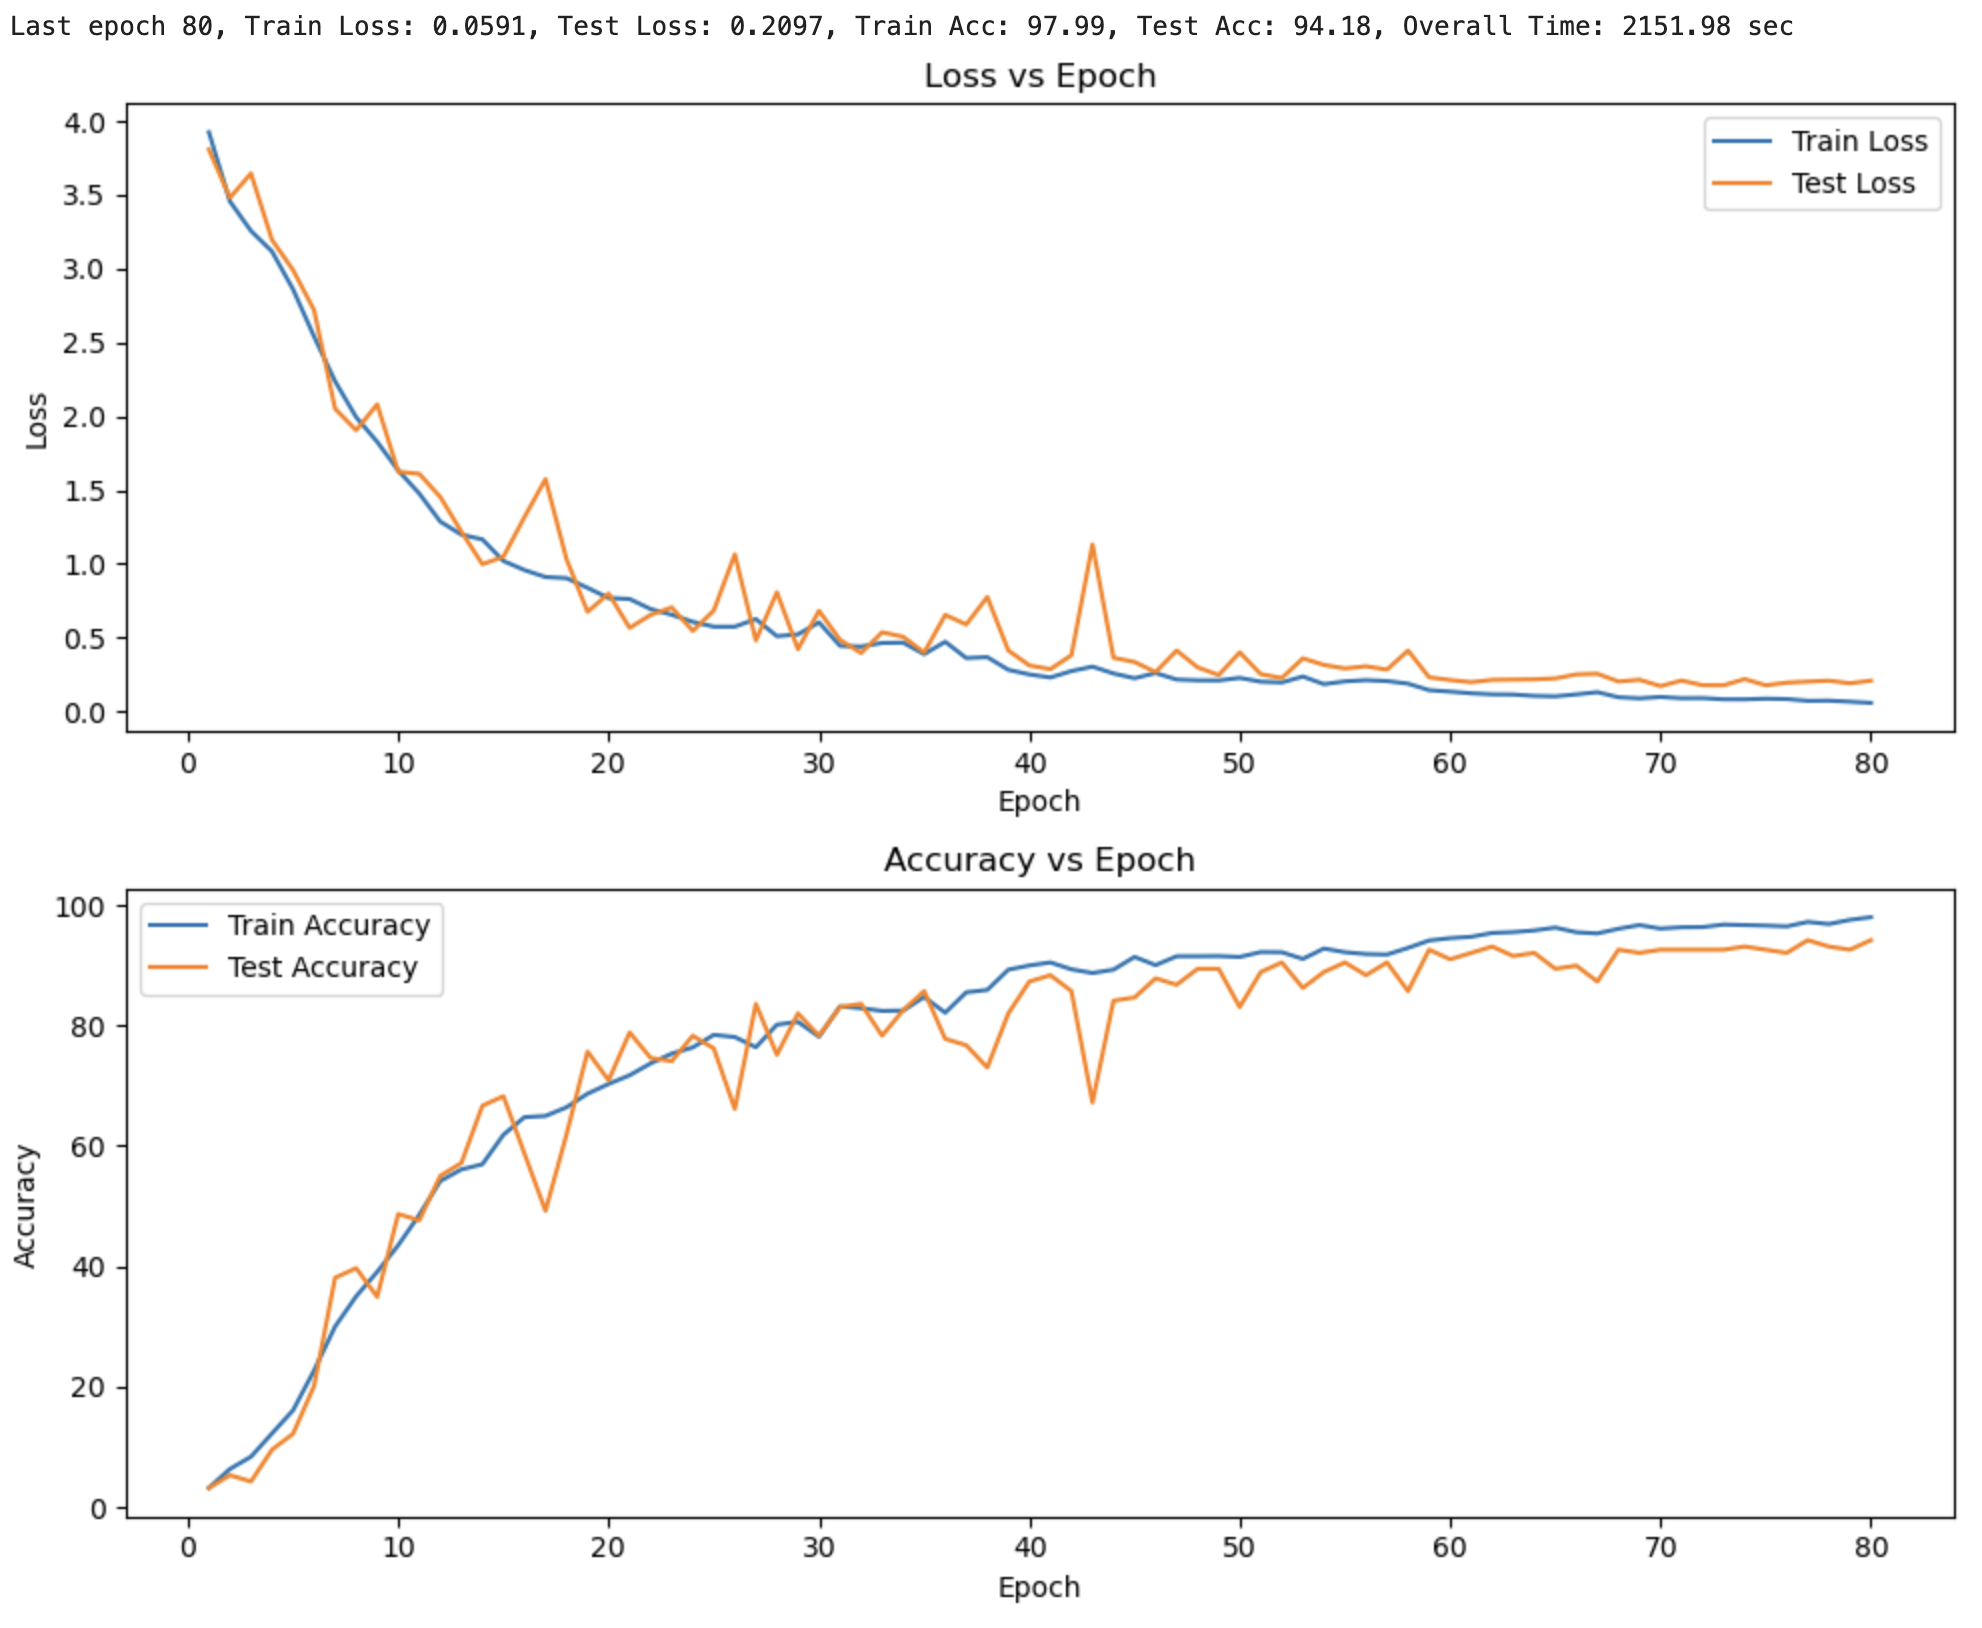 Last epoch 80, Train Loss: 0.0591, Test Loss: 0.2097, Train Acc: 97.99, Test Acc: 94.18, Overall Time: 2151.98 sec
Loss vs Epoch
4.0
3.5
3.0
2.5
2.0
1.5
1.0
0.5
0.0
Loss
Train Loss
Test Loss
0 10 20 30 40 50 60 70 80
Epoch
Accuracy vs Epoch
100
80
60
40
20
0
Accuracy
Train Accuracy
Test Accuracy
0 10 20 30 40 50 60 70 80
Epoch